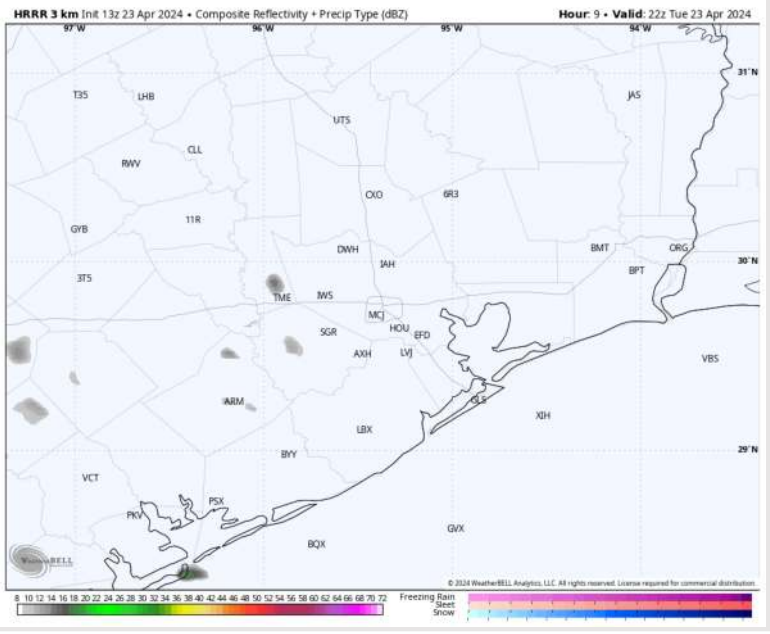 HRRR 3 km Init 13z 23 Apr 2024 • Composite Reflectivity + Precip Type (dBZ) Hour: 9 • Valid: 22z Tue 23 Apr 2024
97°W 96°W 95°W 94°W
31°N
T35 LHB JAS
UTS
CLL
RWV
CXO 6R3
11R
GYB
DWH BMT ORG
IAH 30°N
3T5 BPT
TME IWS
MCJ
SGR HOU EFD
AXH LVJ VBS
ARM GLS
XIH
LBX
BYY 29°N
VCT
PSX
PKV
GVX
BQX
WeatherBELL
© 2024 WeatherBELL Analytics, LLC. All rights reserved. License required for commercial distribution.
8 10 12 14 16 18 20 22 24 26 28 30 32 34 36 38 40 42 44 46 48 50 52 54 56 58 60 62 64 66 68 70 72
Freezing Rain
Sleet
Snow